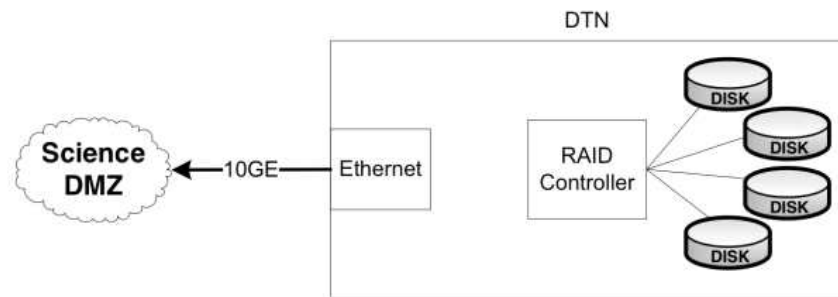 DTN
Science
DMZ
10GE
Ethernet
RAID
Controller
DISK
DISK
DISK
DISK